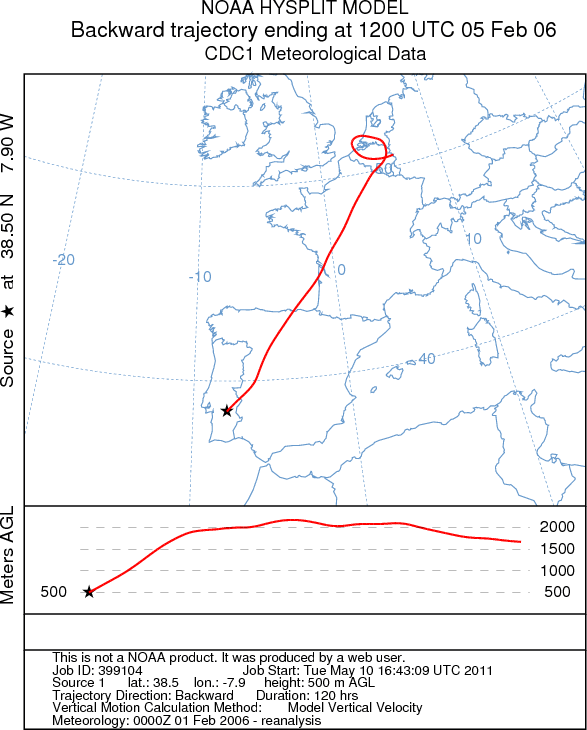 NOAA HYSPLIT MODEL
Backward trajectory ending at 1200 UTC 05 Feb 06
CDC1 Meteorological Data
Source ★ at 38.50 N 7.90 W
-20
-10
0
10
50
40
Meters AGL
500
2000
1500
1000
500
This is not a NOAA product. It was produced by a web user.
Job ID: 399104 Job Start: Tue May 10 16:43:09 UTC 2011
Source 1 lat.: 38.5 lon.: -7.9 height: 500 m AGL
Trajectory Direction: Backward Duration: 120 hrs
Vertical Motion Calculation Method: Model Vertical Velocity
Meteorology: 0000Z 01 Feb 2006 - reanalysis